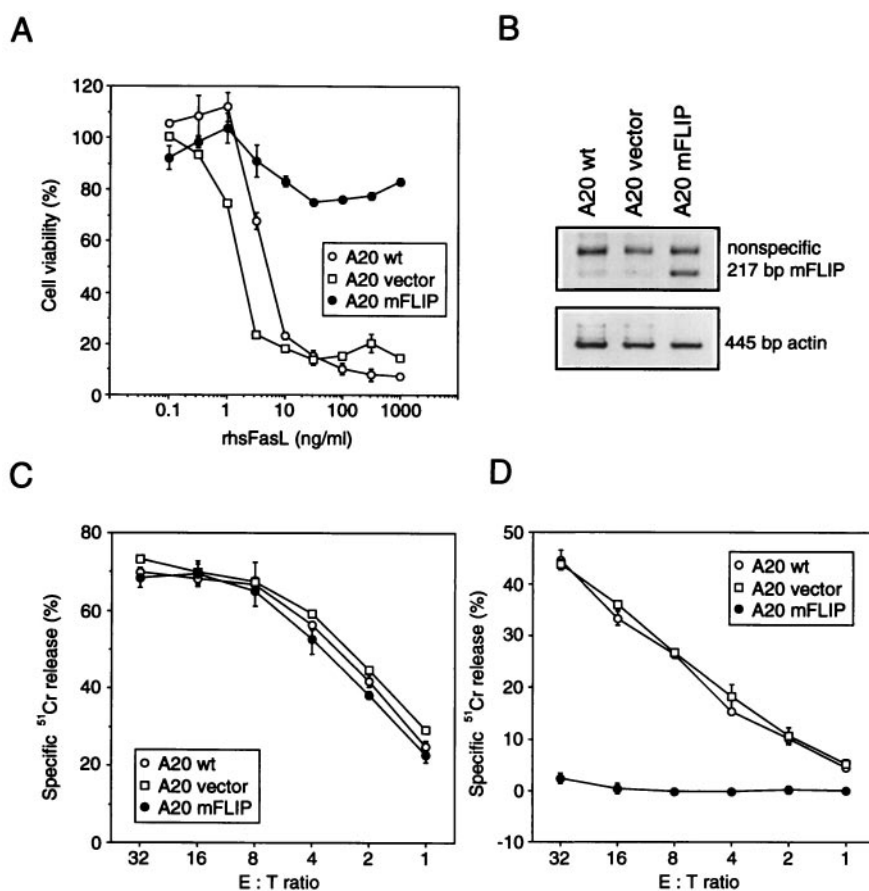 A
Cell viability (%)
120
100
80
60
40
20
0
A20 wt
A20 vector
A20 mFLIP
0.1
1
10
100
1000
rhsFasL (ng/ml)
B
A20 wt
A20 vector
A20 mFLIP
nonspecific
217 bp mFLIP
445 bp actin
C
Specific ⁵¹Cr release (%)
80
60
40
20
0
A20 wt
A20 vector
A20 mFLIP
32
16
8
4
2
1
E : T ratio
D
Specific ⁵¹Cr release (%)
50
40
30
20
10
0
-10
A20 wt
A20 vector
A20 mFLIP
32
16
8
4
2
1
E : T ratio